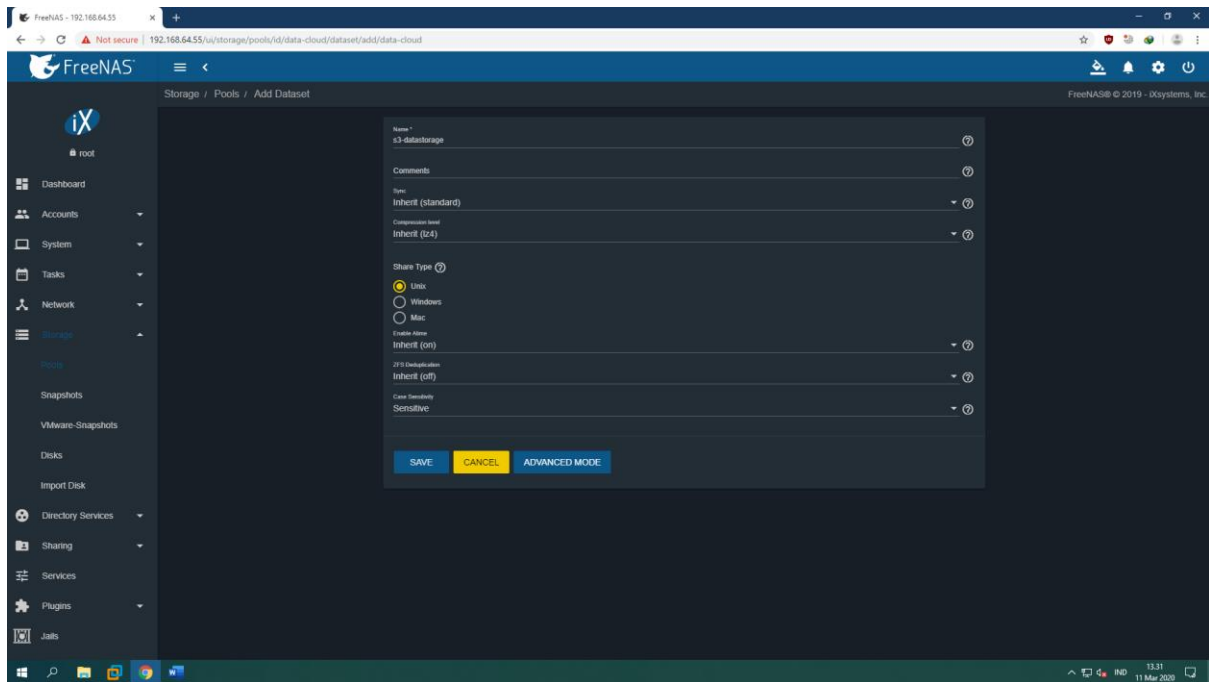 FreeNAS - 192.168.64.55
Not secure | 192.168.64.55/ui/storage/pools/id/data-cloud/dataset/add/data-cloud
FreeNAS
Storage / Pools / Add Dataset
FreeNAS® © 2019 - iXsystems, Inc.
iX
root
Dashboard
Accounts
System
Tasks
Network
Storage
Pools
Snapshots
VMware-Snapshots
Disks
Import Disk
Directory Services
Sharing
Services
Plugins
Jails
Name *
s3-datastorage
Comments
Sync
Inherit (standard)
Compression level
Inherit (lz4)
Share Type
Unix
Windows
Mac
Enable Atime
Inherit (on)
ZFS Deduplication
Inherit (off)
Case Sensitivity
Sensitive
SAVE CANCEL ADVANCED MODE
IND
13.31
11 Mar 2020